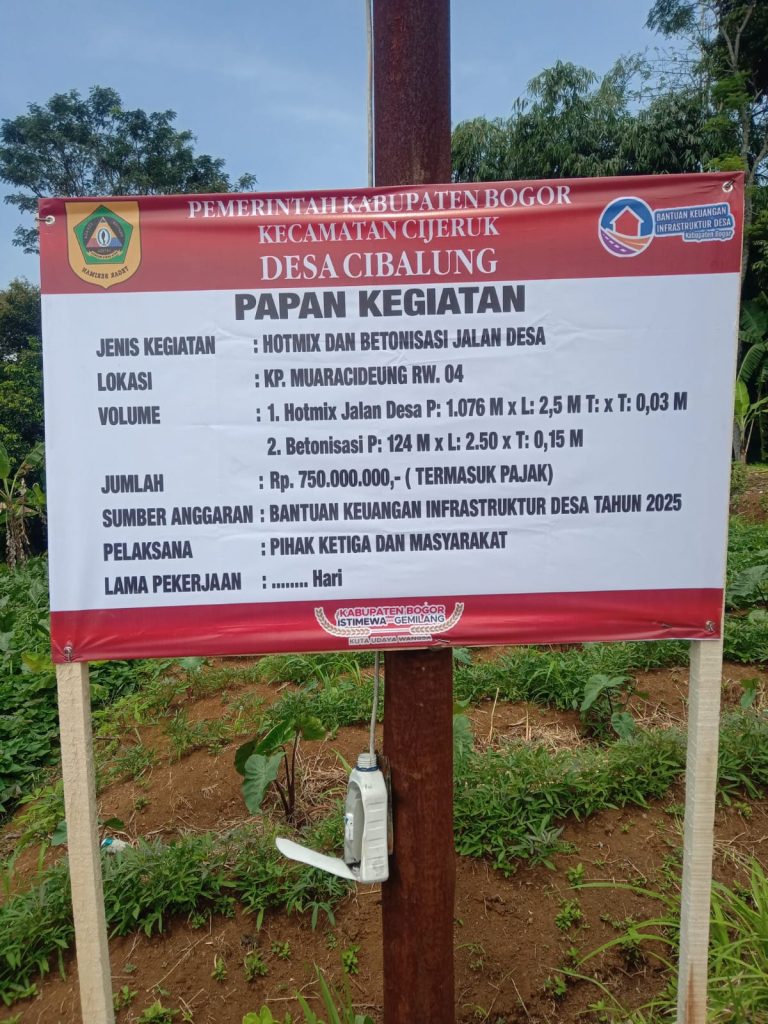 PEMERINTAH KABUPATEN BOGOR
KECAMATAN CIJERUK
DESA CIBALUNG
BANTUAN KEUANGAN
INFRASTRUKTUR DESA
Kabupaten Bogor
PAPAN KEGIATAN
JENIS KEGIATAN : HOTMIX DAN BETONISASI JALAN DESA
LOKASI : KP. MUARACIDEUNG RW. 04
VOLUME : 1. Hotmix Jalan Desa P: 1.076 M x L: 2,5 M T: x T: 0,03 M
2. Betonisasi P: 124 M x L: 2.50 x T: 0,15 M
JUMLAH : Rp. 750.000.000,- ( TERMASUK PAJAK)
SUMBER ANGGARAN : BANTUAN KEUANGAN INFRASTRUKTUR DESA TAHUN 2025
PELAKSANA : PIHAK KETIGA DAN MASYARAKAT
LAMA PEKERJAAN : ........ Hari
KABUPATEN BOGOR
ISTIMEWA GEMILANG
KUTA UDAYA WANGSA